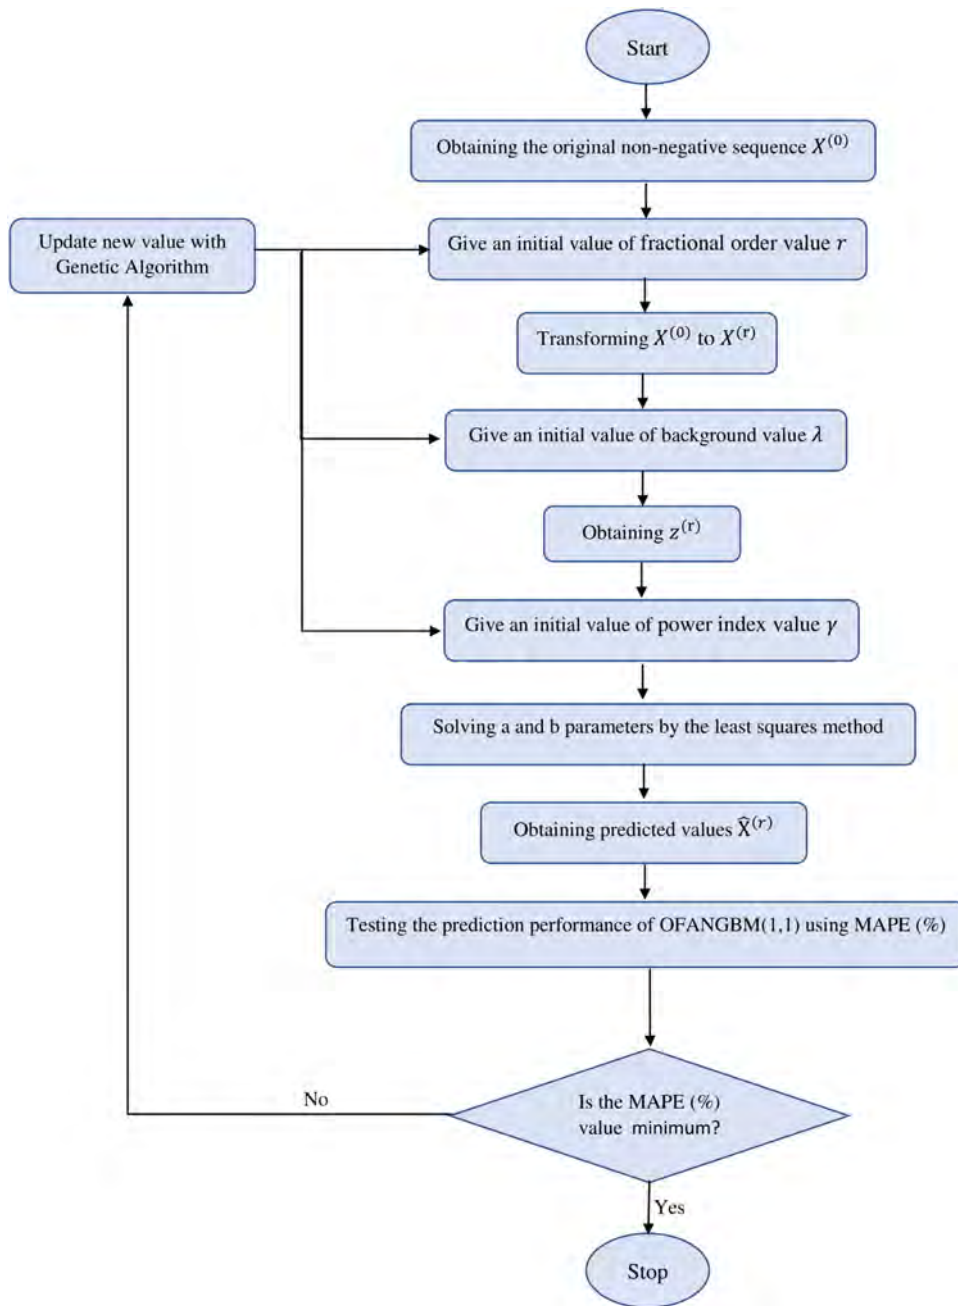 Start
Obtaining the original non-negative sequence X⁽⁰⁾
Update new value with
Genetic Algorithm
Give an initial value of fractional order value r
Transforming X⁽⁰⁾ to X⁽ʳ⁾
Give an initial value of background value λ
Obtaining z⁽ʳ⁾
Give an initial value of power index value γ
Solving a and b parameters by the least squares method
Obtaining predicted values X̂⁽ʳ⁾
Testing the prediction performance of OFANGBM(1,1) using MAPE (%)
No
Is the MAPE (%)
value minimum?
Yes
Stop